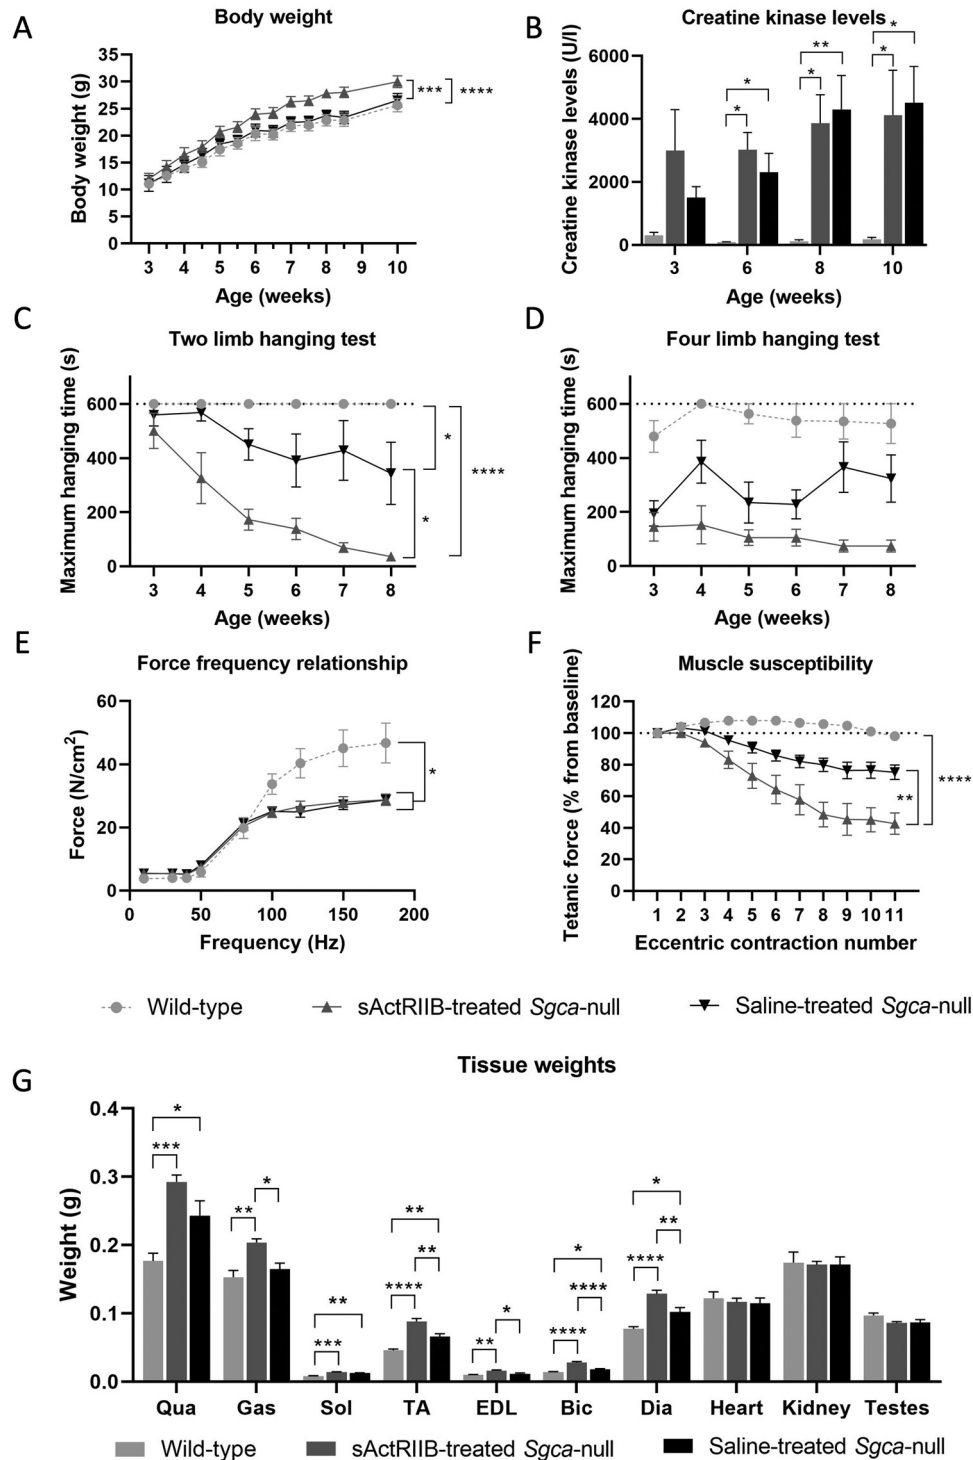 A
Body weight
Body weight (g)
35
30
25
20
15
10
5
0
3 4 5 6 7 8 9 10
Age (weeks)
*** ****
B
Creatine kinase levels
Creatine kinase levels (U/l)
6000
4000
2000
0
3 6 8 10
Age (weeks)
* *
* **
* *
C
Two limb hanging test
Maximum hanging time (s)
600
400
200
0
3 4 5 6 7 8
Age (weeks)
*
*
****
D
Four limb hanging test
Maximum hanging time (s)
600
400
200
0
3 4 5 6 7 8
Age (weeks)
E
Force frequency relationship
Force (N/cm²)
60
40
20
0
0 50 100 150 200
Frequency (Hz)
*
F
Muscle susceptibility
Tetanic force (% from baseline)
120
100
80
60
40
20
0
1 2 3 4 5 6 7 8 9 10 11
Eccentric contraction number
**
****
Wild-type
sActRIIB-treated Sgca-null
Saline-treated Sgca-null
G
Tissue weights
Weight (g)
0.4
0.3
0.2
0.1
0.0
*
***
** *
**
***
**
**
****
*
**
*
****
****
*
**
****
Qua Gas Sol TA EDL Bic Dia Heart Kidney Testes
Wild-type
sActRIIB-treated Sgca-null
Saline-treated Sgca-null